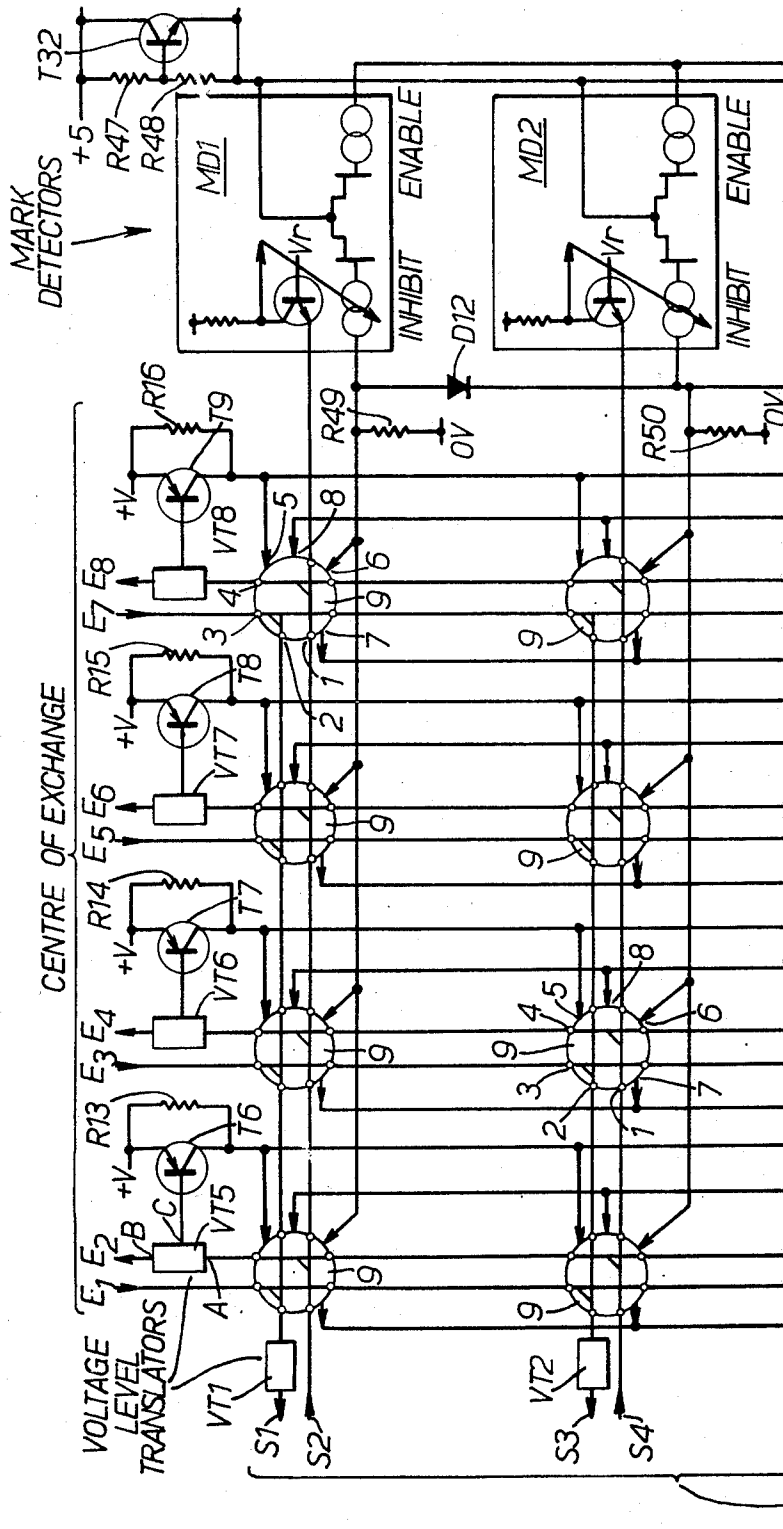 CENTRE OF EXCHANGE
VOLTAGE
LEVEL
TRANSLATORS
MARK
DETECTORS
E1 E2 E3 E4 E5 E6 E7 E8
R13 R14 R15 R16
+V +V +V +V
B C
T6 T7 T8 T9
VT5 VT6 VT7 VT8
A
+5
R47
R48
T32
MD1
Vr
INHIBIT
ENABLE
VT1
S1
S2
9 9 9 9
3 4 5
8
2 1 7 6
R49
0V
D12
MD2
Vr
INHIBIT
ENABLE
VT2
S3
S4
9 9 9 9
3 4 5
8
2 1 7 6
R50
0V